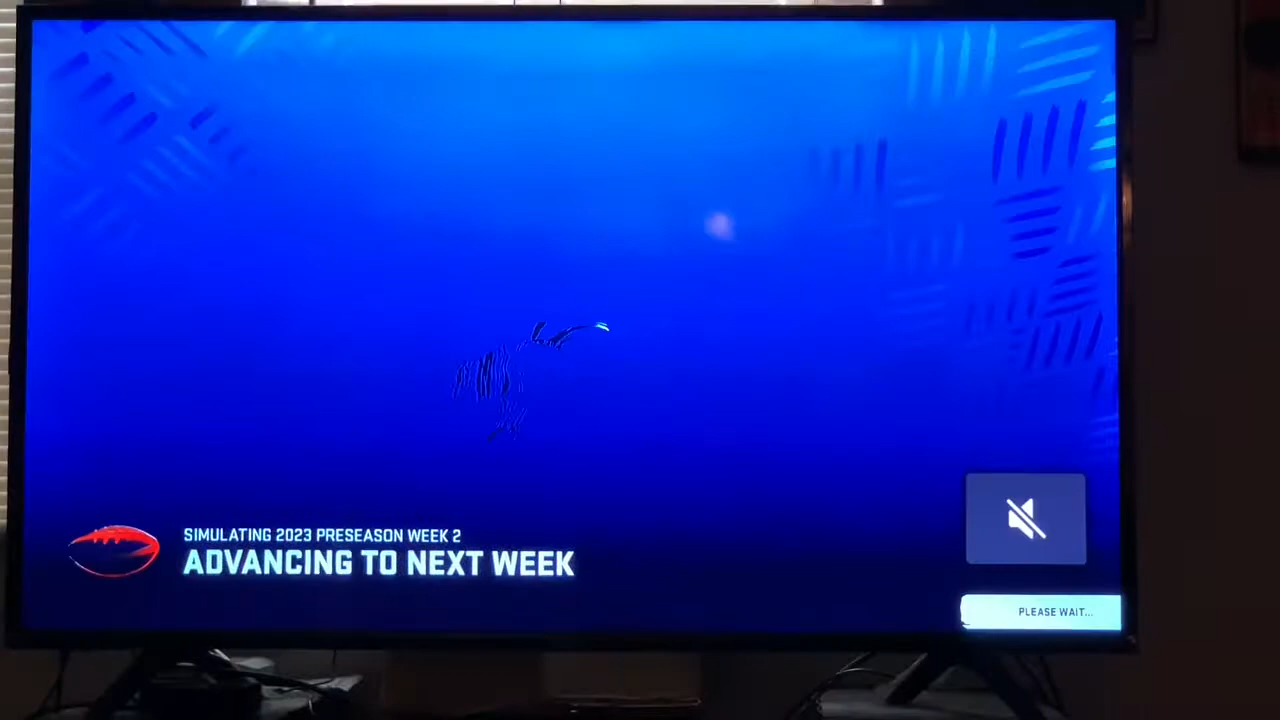 SIMULATING 2023 PRESEASON WEEK 2
ADVANCING TO NEXT WEEK
PLEASE WAIT...